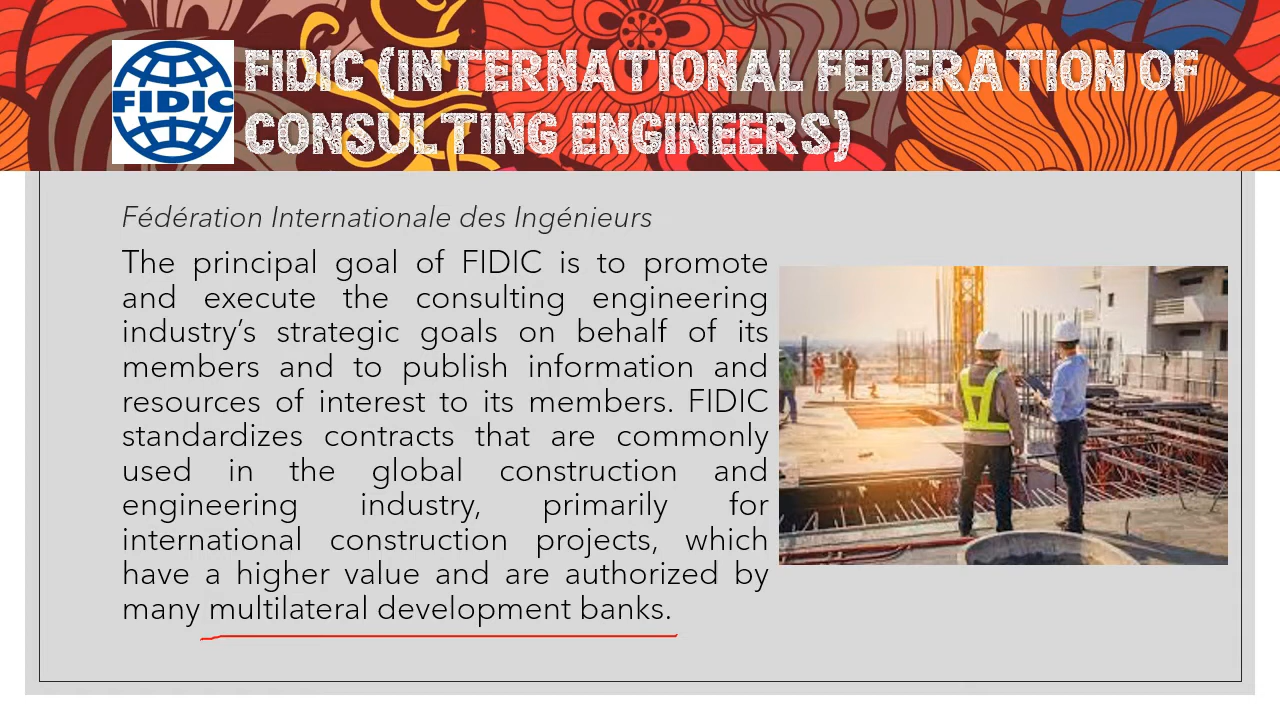 FIDIC
FIDIC (INTERNATIONAL FEDERATION OF
CONSULTING ENGINEERS)
Fédération Internationale des Ingénieurs
The principal goal of FIDIC is to promote
and execute the consulting engineering
industry’s strategic goals on behalf of its
members and to publish information and
resources of interest to its members. FIDIC
standardizes contracts that are commonly
used in the global construction and
engineering industry, primarily for
international construction projects, which
have a higher value and are authorized by
many multilateral development banks.